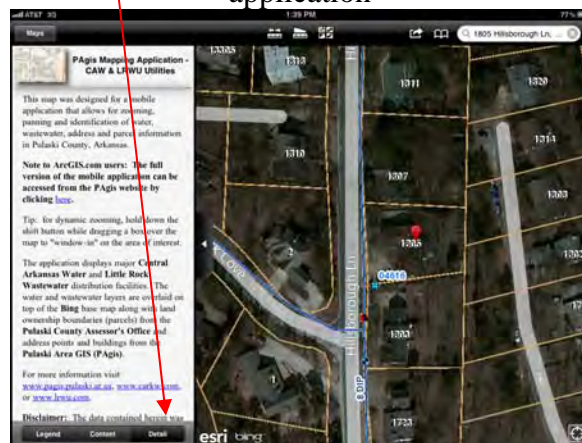 application
AT&T 3G
1:39 PM
77%
Maps
1805 Hillsborough Ln, ...
PAgis Mapping Application -
CAW & LRWU Utilities
This map was designed for a mobile
application that allows for zooming,
panning and identification of water,
wastewater, address and parcel information
in Pulaski County, Arkansas.
Note to ArcGIS.com users: The full
version of the mobile application can be
accessed from the PAgis website by
clicking here.
Tip: for dynamic zooming, hold down the
shift button while dragging a box over the
map to "window-in" on the area of interest.
The application displays major Central
Arkansas Water and Little Rock
Wastewater distribution facilities. The
water and wastewater layers are overlaid on
top of the Bing base map along with land
ownership boundaries (parcels) from the
Pulaski County Assessor's Office and
address points and buildings from the
Pulaski Area GIS (PAgis).
For more information visit
www.pagis.pulaski.ar.us, www.carkw.com,
or www.lrwu.com.
Disclaimer: The data contained herein was
Legend
Content
Detail
13305
1313
1311
1320
1314
1310
1307
1303
1305
04616
2
CLOVE
Hillsborough Ln
1303
8 DIP
1
1723
esri bing